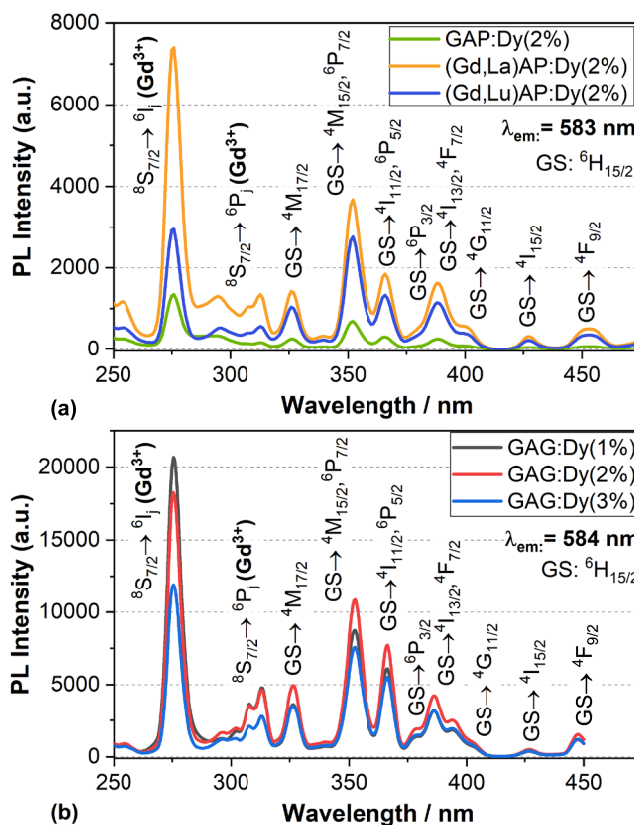 8000
6000
4000
2000
0
PL Intensity (a.u.)
⁸S₇/₂→ ⁶Iⱼ (Gd³⁺)
⁸S₇/₂→ ⁶Pⱼ (Gd³⁺)
GS→ ⁴M₁₇/₂
GS→ ⁴M₁₅/₂, ⁶P₇/₂
GS→ ⁴I₁₁/₂, ⁶P₅/₂
GS→⁶P₃/₂
GS→ ⁴I₁₃/₂, ⁴F₇/₂
GS→ ⁴G₁₁/₂
GS→ ⁴I₁₅/₂
GS→ ⁴F₉/₂
GAP:Dy(2%)
(Gd,La)AP:Dy(2%)
(Gd,Lu)AP:Dy(2%)
λem:= 583 nm
GS: ⁶H₁₅/₂
250 300 350 400 450
Wavelength / nm
(a)
20000
15000
10000
5000
0
PL Intensity (a.u.)
⁸S₇/₂→ ⁶Iⱼ (Gd³⁺)
⁸S₇/₂→ ⁶Pⱼ (Gd³⁺)
GS→ ⁴M₁₇/₂
GS→ ⁴M₁₅/₂, ⁶P₇/₂
GS→ ⁴I₁₁/₂, ⁶P₅/₂
GS→⁶P₃/₂
GS→ ⁴I₁₃/₂, ⁴F₇/₂
GS→ ⁴G₁₁/₂
GS→ ⁴I₁₅/₂
GS→ ⁴F₉/₂
GAG:Dy(1%)
GAG:Dy(2%)
GAG:Dy(3%)
λem:= 584 nm
GS: ⁶H₁₅/₂
250 300 350 400 450
Wavelength / nm
(b)